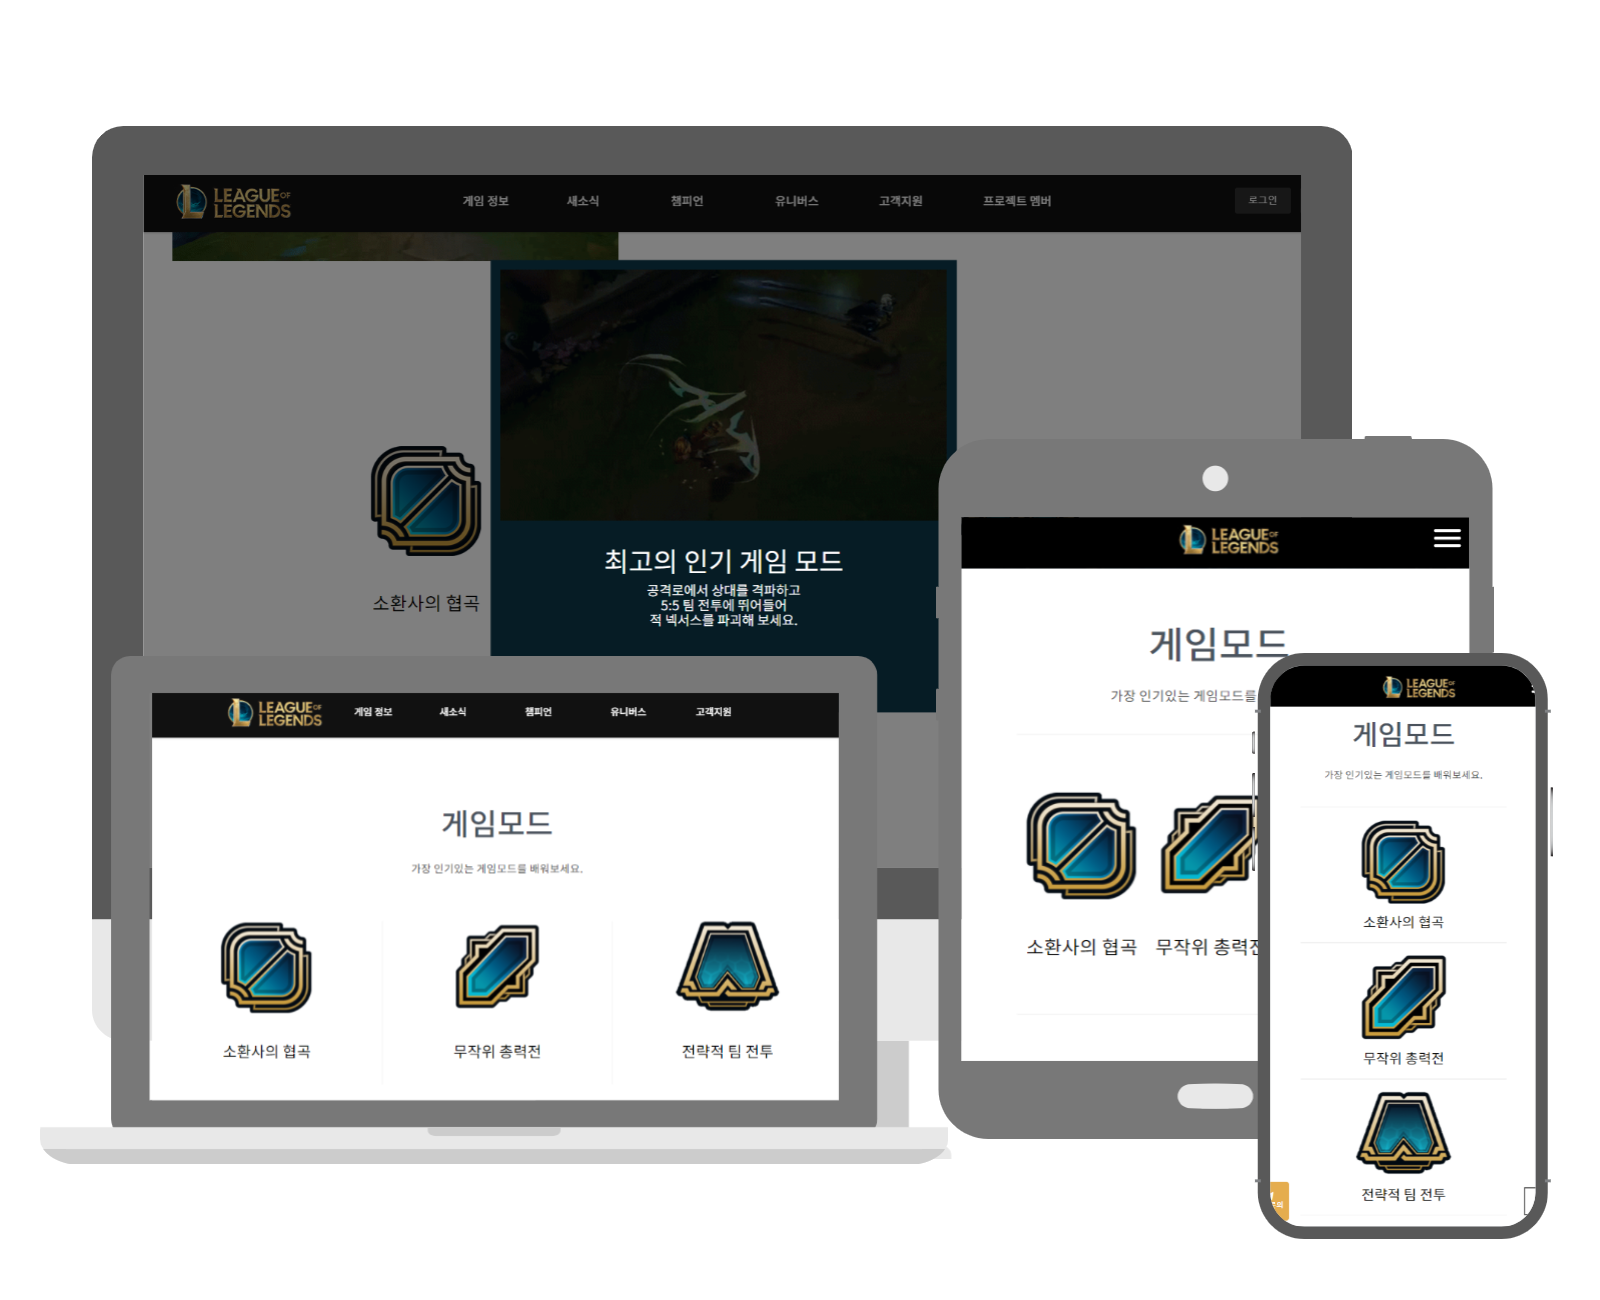 LEAGUE OF
LEGENDS
게임 정보
새소식
챔피언
유니버스
고객지원
프로젝트 멤버
로그인
소환사의 협곡
최고의 인기 게임 모드
공격로에서 상대를 격파하고
5:5 팀 전투에 뛰어들어
적 넥서스를 파괴해 보세요.
LEAGUE OF
LEGENDS
게임 정보
새소식
챔피언
유니버스
고객지원
게임모드
가장 인기있는 게임모드를 배워보세요.
소환사의 협곡
무작위 총력전
전략적 팀 전투
LEAGUE OF
LEGENDS
게임모드
가장 인기있는 게임모드를
소환사의 협곡
무작위 총력전
LEAGUE OF
LEGENDS
게임모드
가장 인기있는 게임모드를 배워보세요.
소환사의 협곡
무작위 총력전
전략적 팀 전투